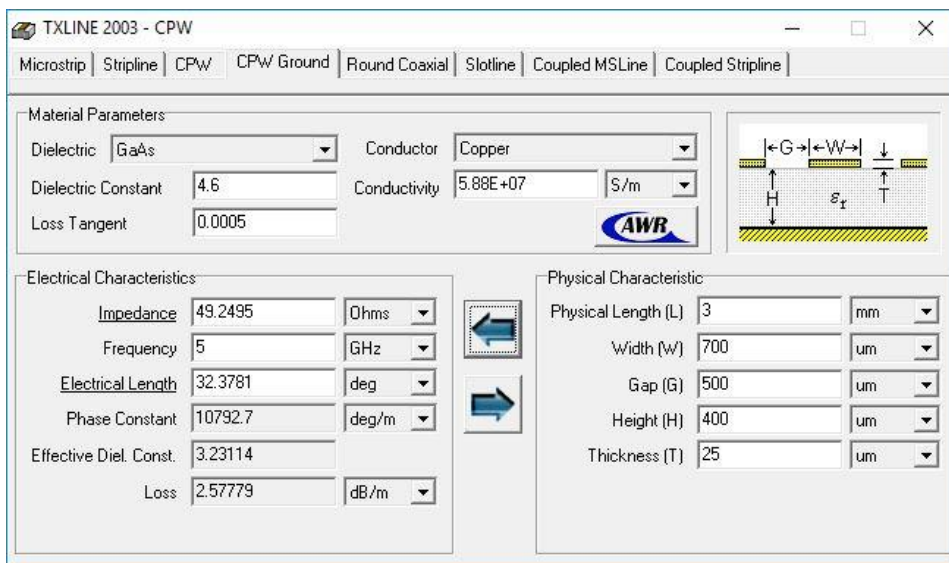 TXLINE 2003 - CPW
Microstrip Stripline CPW CPW Ground Round Coaxial Slotline Coupled MSLine Coupled Stripline
Material Parameters
Dielectric GaAs Conductor Copper
Dielectric Constant 4.6 Conductivity 5.88E+07 S/m
Loss Tangent 0.0005 AWR
G W
H εr T
Electrical Characteristics
Impedance 49.2495 Ohms
Frequency 5 GHz
Electrical Length 32.3781 deg
Phase Constant 10792.7 deg/m
Effective Diel. Const. 3.23114
Loss 2.57779 dB/m
Physical Characteristic
Physical Length (L) 3 mm
Width (W) 700 um
Gap (G) 500 um
Height (H) 400 um
Thickness (T) 25 um